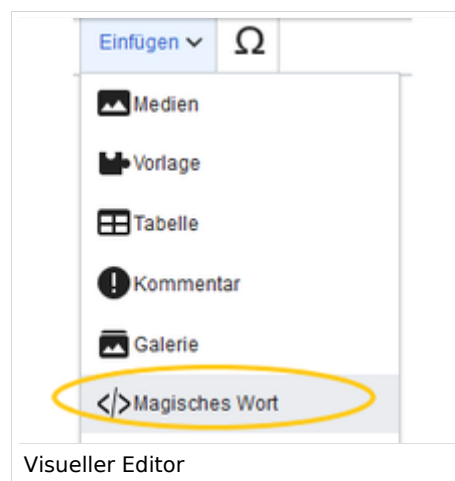 Einfügen Ω
Medien
Vorlage
Tabelle
Kommentar
Galerie
</>Magisches Wort
Visueller Editor